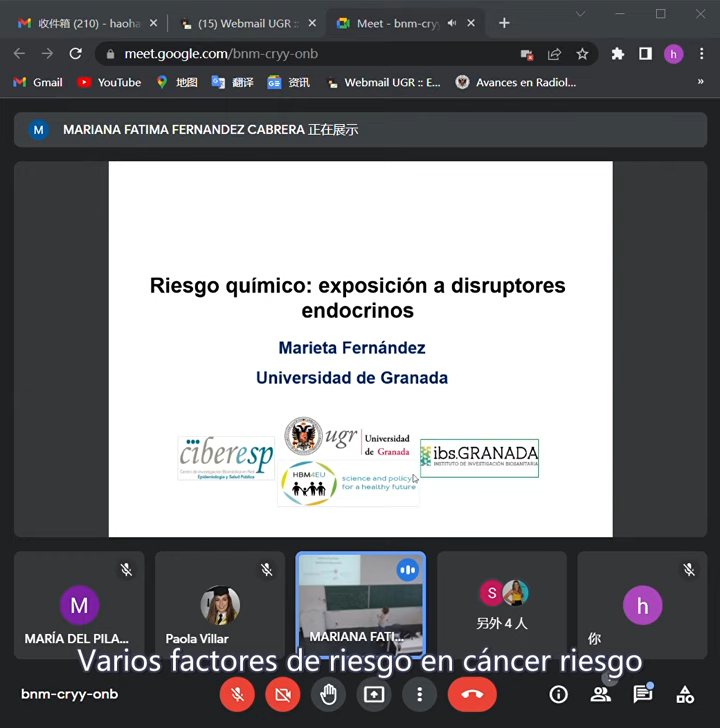 收件箱 (210) - haoha
(15) Webmail UGR ::
Meet - bnm-cry
meet.google.com/bnm-cryy-onb
h
Gmail
YouTube
地图
翻译
资讯
Webmail UGR :: E...
Avances en Radiol...
»
M
MARIANA FATIMA FERNANDEZ CABRERA 正在展示
Riesgo químico: exposición a disruptores
endocrinos
Marieta Fernández
Universidad de Granada
ciberesp
Epidemiología y Salud Pública
ugr
Universidad
de Granada
HBM4EU
science and policy
for a healthy future
ibs.GRANADA
INSTITUTO DE INVESTIGACIÓN BIOSANITARIA
M
MARÍA DEL PILA...
Paola Villar
MARIANA FATI...
S
另外 4 人
h
你
Varios factores de riesgo en cáncer riesgo
bnm-cryy-onb